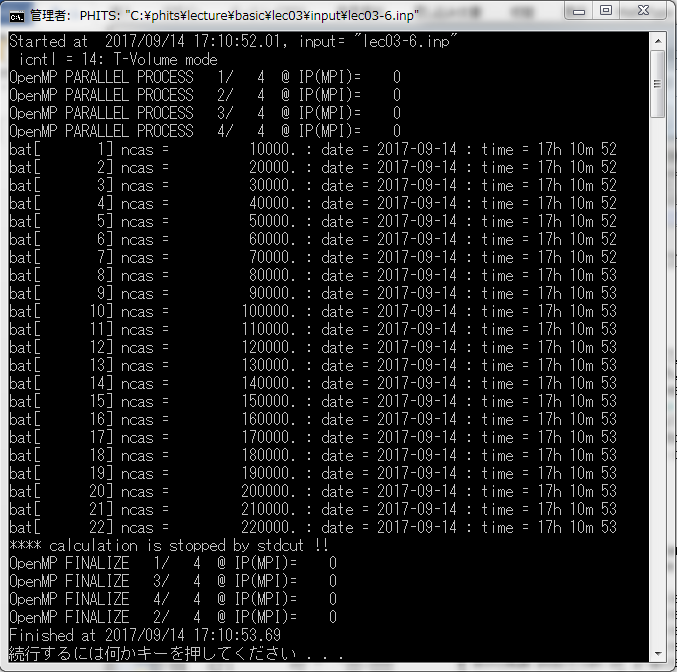 管理者: PHITS: "C:¥phits¥lecture¥basic¥lec03¥input¥lec03-6.inp"
Started at  2017/09/14 17:10:52.01, input= "lec03-6.inp"
 icntl = 14: T-Volume mode
OpenMP PARALLEL PROCESS   1/   4  @ IP(MPI)=    0
OpenMP PARALLEL PROCESS   2/   4  @ IP(MPI)=    0
OpenMP PARALLEL PROCESS   3/   4  @ IP(MPI)=    0
OpenMP PARALLEL PROCESS   4/   4  @ IP(MPI)=    0
bat[       1] ncas =          10000. : date = 2017-09-14 : time = 17h 10m 52
bat[       2] ncas =          20000. : date = 2017-09-14 : time = 17h 10m 52
bat[       3] ncas =          30000. : date = 2017-09-14 : time = 17h 10m 52
bat[       4] ncas =          40000. : date = 2017-09-14 : time = 17h 10m 52
bat[       5] ncas =          50000. : date = 2017-09-14 : time = 17h 10m 52
bat[       6] ncas =          60000. : date = 2017-09-14 : time = 17h 10m 52
bat[       7] ncas =          70000. : date = 2017-09-14 : time = 17h 10m 52
bat[       8] ncas =          80000. : date = 2017-09-14 : time = 17h 10m 53
bat[       9] ncas =          90000. : date = 2017-09-14 : time = 17h 10m 53
bat[      10] ncas =         100000. : date = 2017-09-14 : time = 17h 10m 53
bat[      11] ncas =         110000. : date = 2017-09-14 : time = 17h 10m 53
bat[      12] ncas =         120000. : date = 2017-09-14 : time = 17h 10m 53
bat[      13] ncas =         130000. : date = 2017-09-14 : time = 17h 10m 53
bat[      14] ncas =         140000. : date = 2017-09-14 : time = 17h 10m 53
bat[      15] ncas =         150000. : date = 2017-09-14 : time = 17h 10m 53
bat[      16] ncas =         160000. : date = 2017-09-14 : time = 17h 10m 53
bat[      17] ncas =         170000. : date = 2017-09-14 : time = 17h 10m 53
bat[      18] ncas =         180000. : date = 2017-09-14 : time = 17h 10m 53
bat[      19] ncas =         190000. : date = 2017-09-14 : time = 17h 10m 53
bat[      20] ncas =         200000. : date = 2017-09-14 : time = 17h 10m 53
bat[      21] ncas =         210000. : date = 2017-09-14 : time = 17h 10m 53
bat[      22] ncas =         220000. : date = 2017-09-14 : time = 17h 10m 53
**** calculation is stopped by stdcut !!
OpenMP FINALIZE   1/   4  @ IP(MPI)=    0
OpenMP FINALIZE   3/   4  @ IP(MPI)=    0
OpenMP FINALIZE   4/   4  @ IP(MPI)=    0
OpenMP FINALIZE   2/   4  @ IP(MPI)=    0
Finished at 2017/09/14 17:10:53.69
続行するには何かキーを押してください . . .